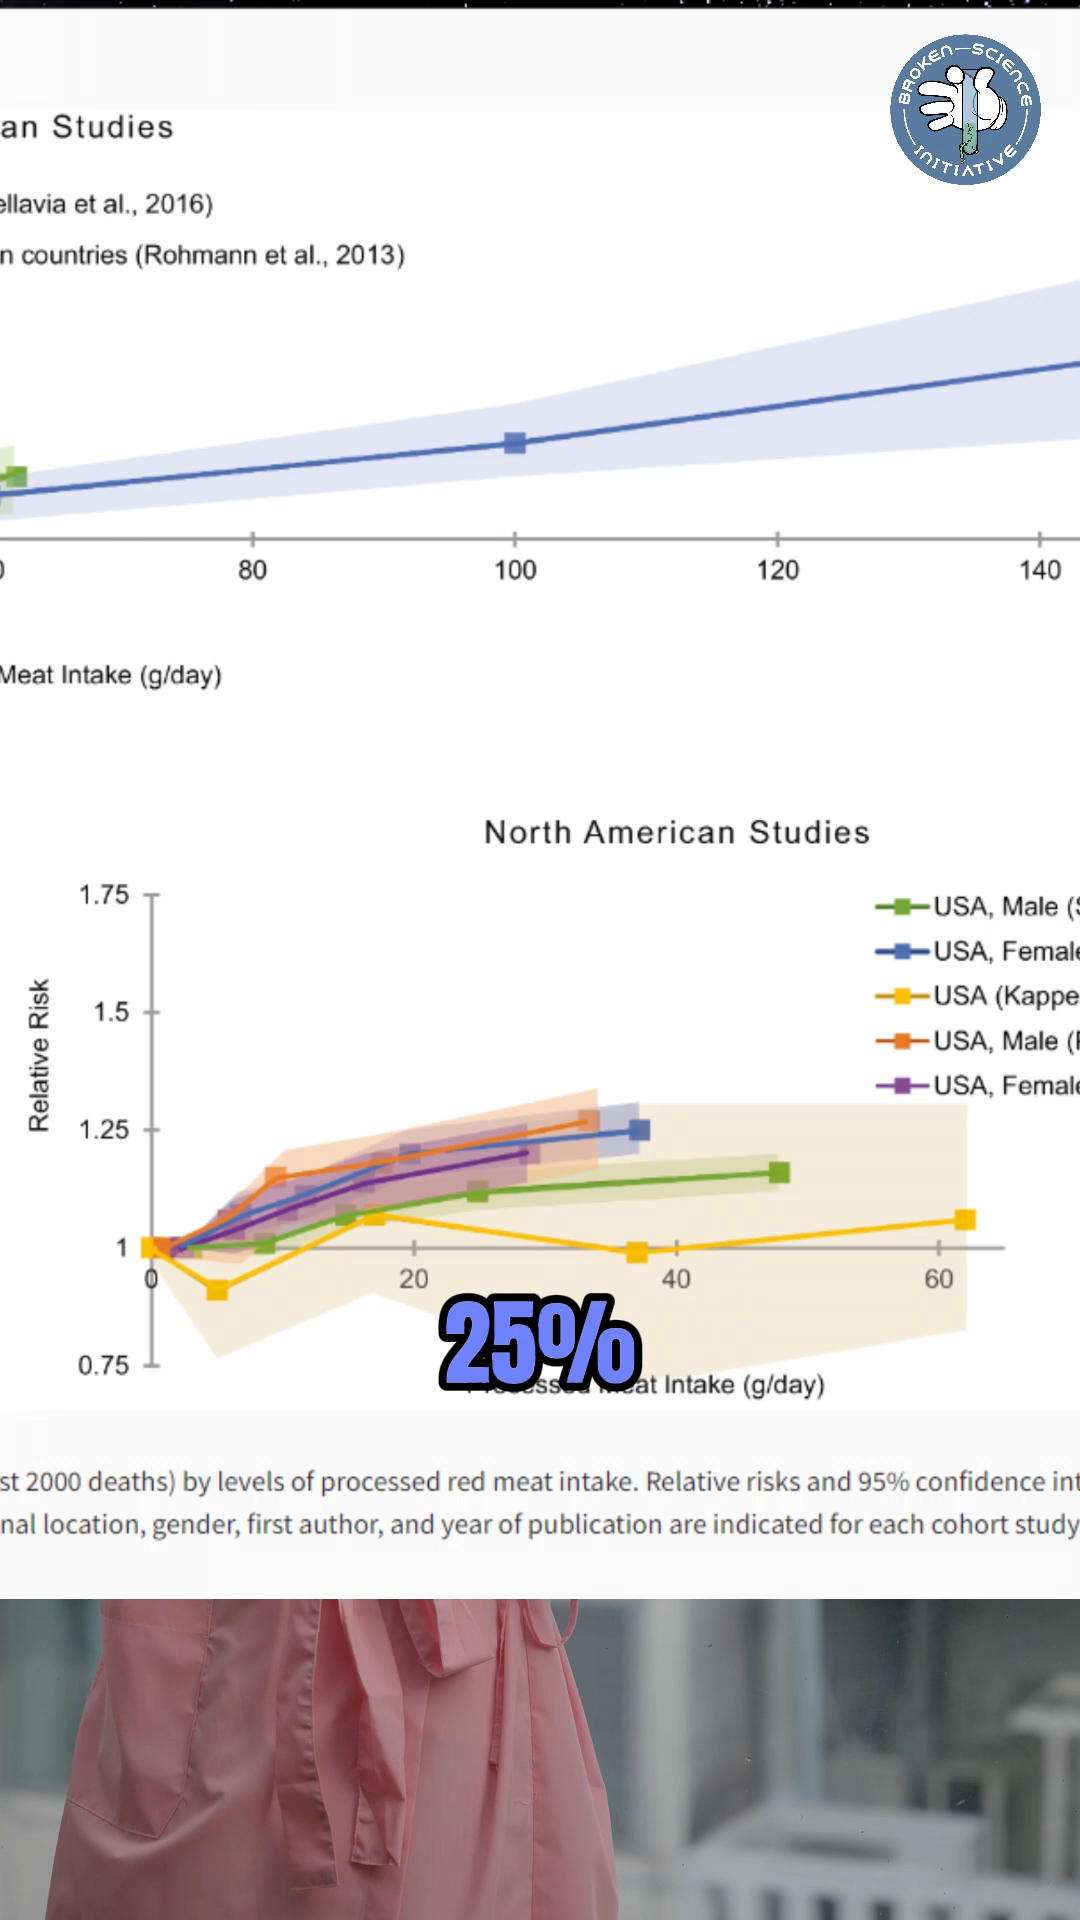 BROKEN—SCIENCE
INITIATIVE
an Studies
ellavia et al., 2016)
n countries (Rohmann et al., 2013)
80
100
120
140
Meat Intake (g/day)
North American Studies
1.75
1.5
1.25
1
0.75
Relative Risk
USA, Male (
USA, Female
USA (Kappe
USA, Male (
USA, Female
0
20
40
60
25%
Meat Intake (g/day)
st 2000 deaths) by levels of processed red meat intake. Relative risks and 95% confidence int
nal location, gender, first author, and year of publication are indicated for each cohort study